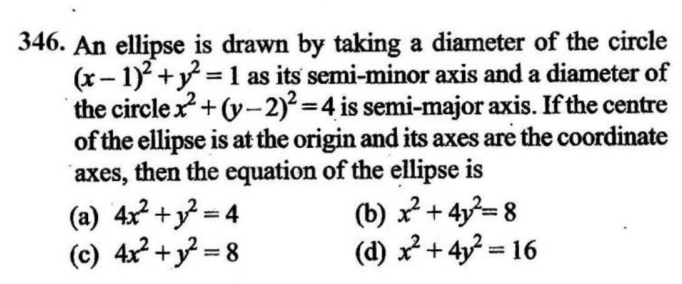 346. An ellipse is drawn by taking a diameter of the circle
(x – 1)² + y² = 1 as its semi-minor axis and a diameter of
the circle x² + (y – 2)² = 4 is semi-major axis. If the centre
of the ellipse is at the origin and its axes are the coordinate
axes, then the equation of the ellipse is
(a) 4x² + y² = 4 (b) x² + 4y² = 8
(c) 4x² + y² = 8 (d) x² + 4y² = 16